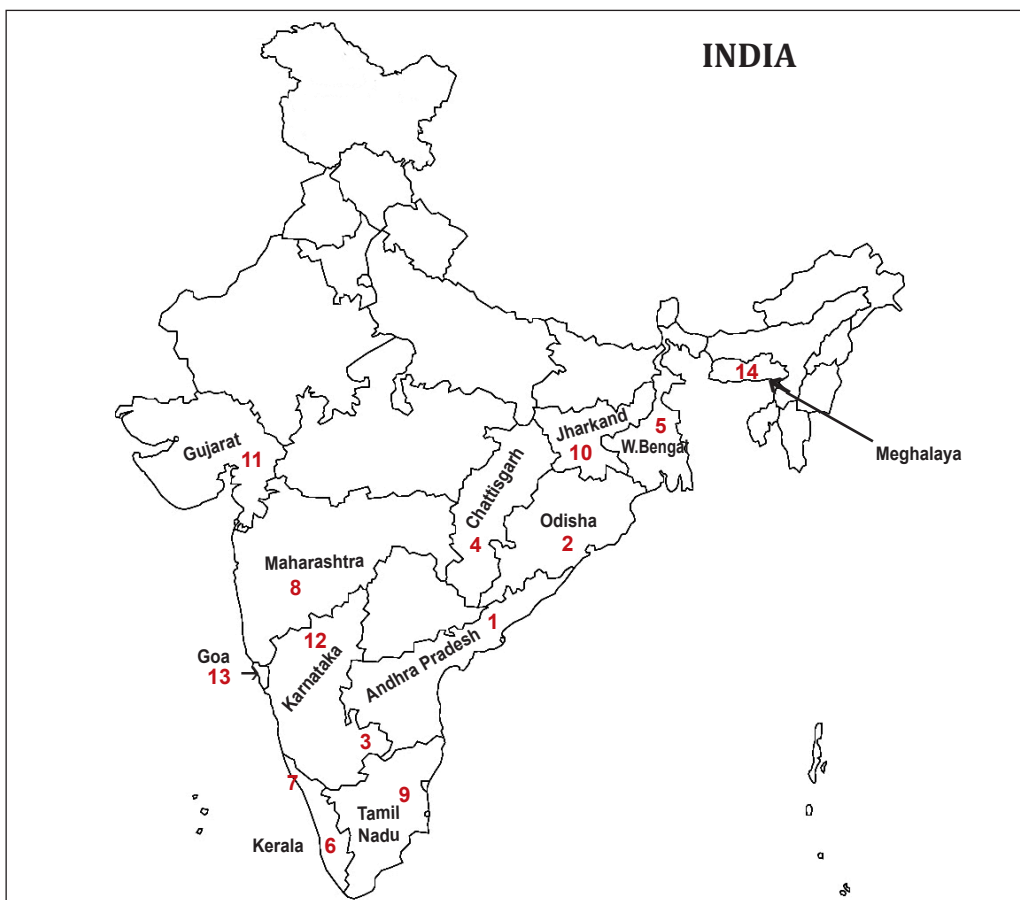 INDIA
14
Meghalaya
Jharkand
10
5
W.Bengal
Gujarat
11
Chattisgarh
4
Odisha
2
Maharashtra
8
1
12
Karnataka
Andhra Pradesh
Goa
13
3
7
9
Tamil
Nadu
Kerala
6